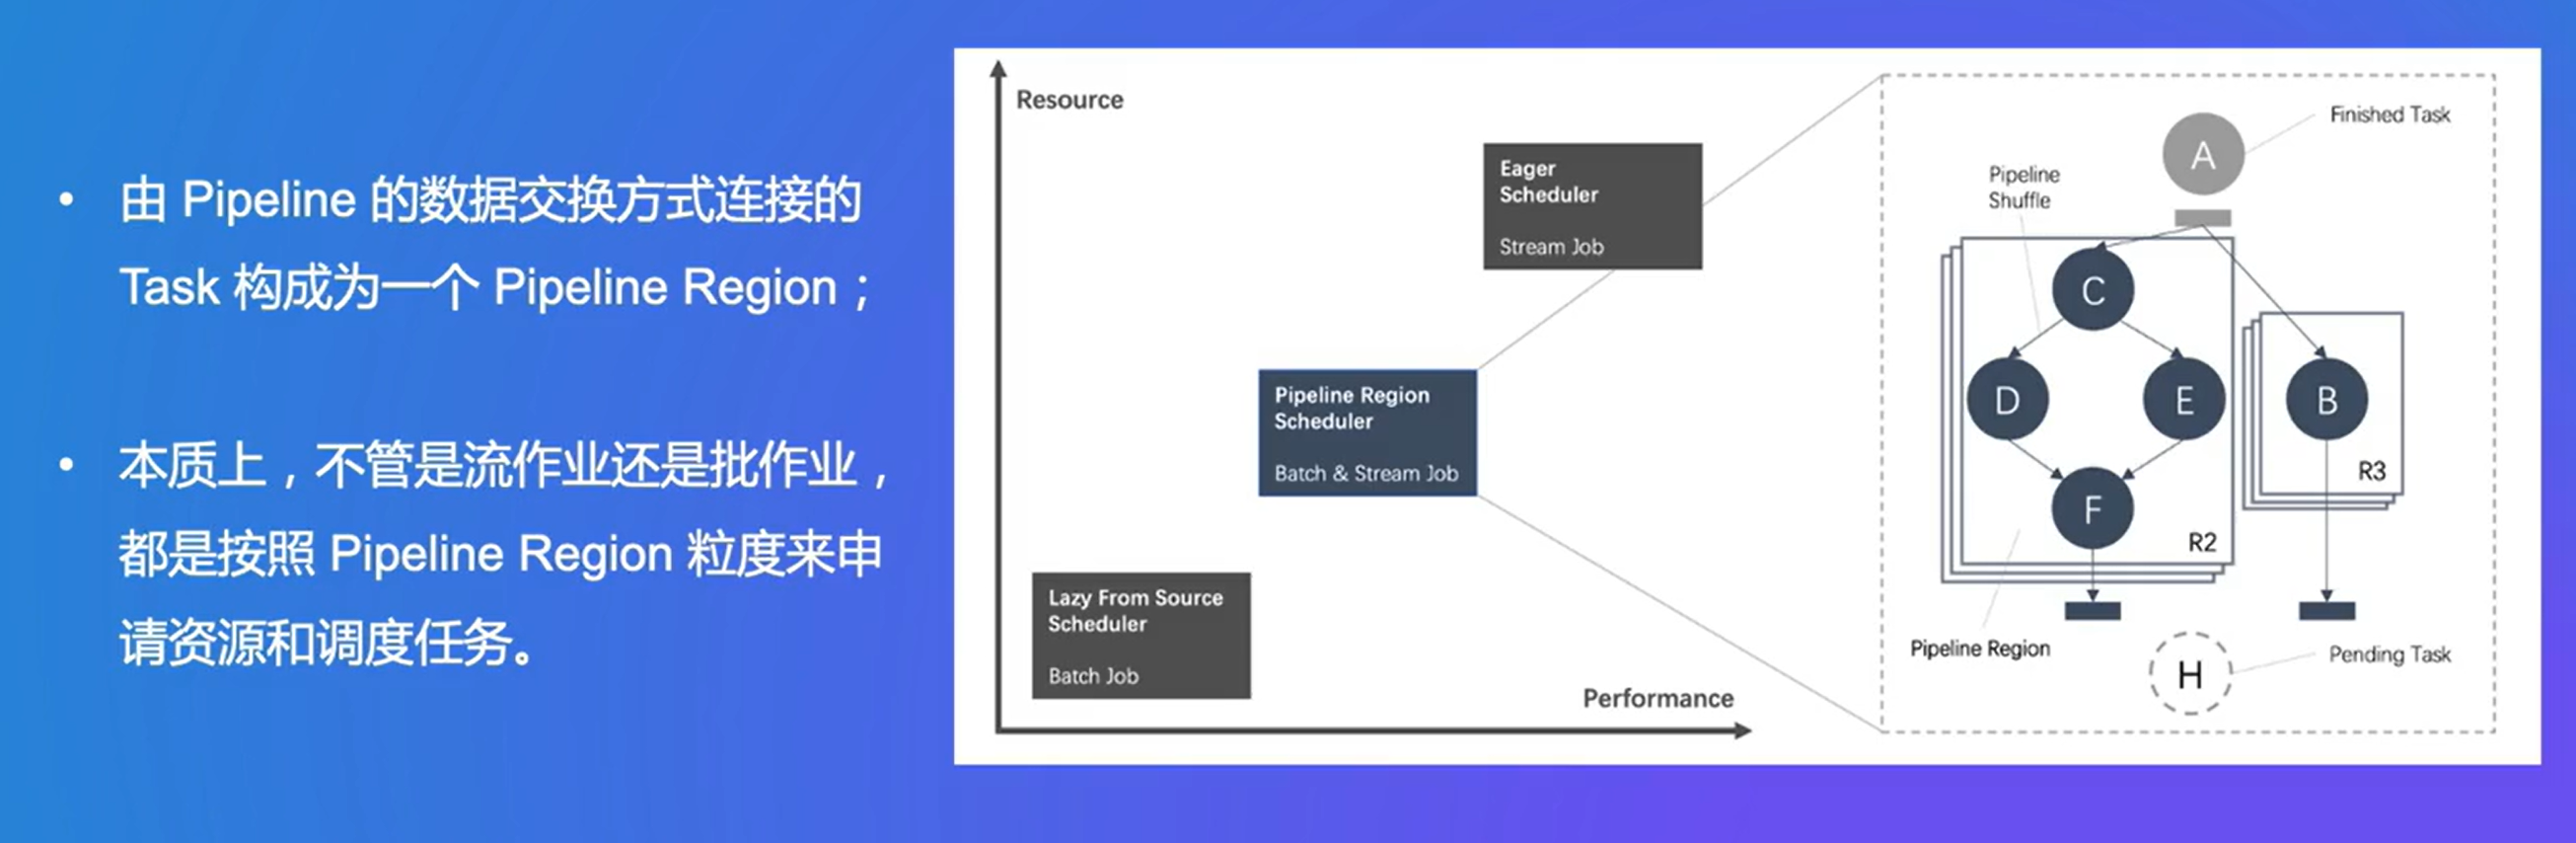 • 由 Pipeline 的数据交换方式连接的
Task 构成为一个 Pipeline Region；
• 本质上，不管是流作业还是批作业，
都是按照 Pipeline Region 粒度来申
请资源和调度任务。
Resource
Eager
Scheduler
Stream Job
Pipeline Region
Scheduler
Batch & Stream Job
Lazy From Source
Scheduler
Batch Job
Performance
Finished Task
A
Pipeline
Shuffle
C
D
E
B
R3
F
R2
Pipeline Region
H
Pending Task